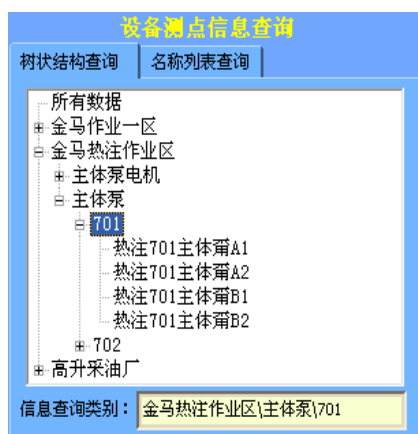 设备测点信息查询
树状结构查询 名称列表查询
所有数据
金马作业一区
金马热注作业区
主体泵电机
主体泵
701
热注701主体甭A1
热注701主体甭A2
热注701主体甭B1
热注701主体甭B2
702
高升采油厂
信息查询类别： 金马热注作业区\主体泵\701